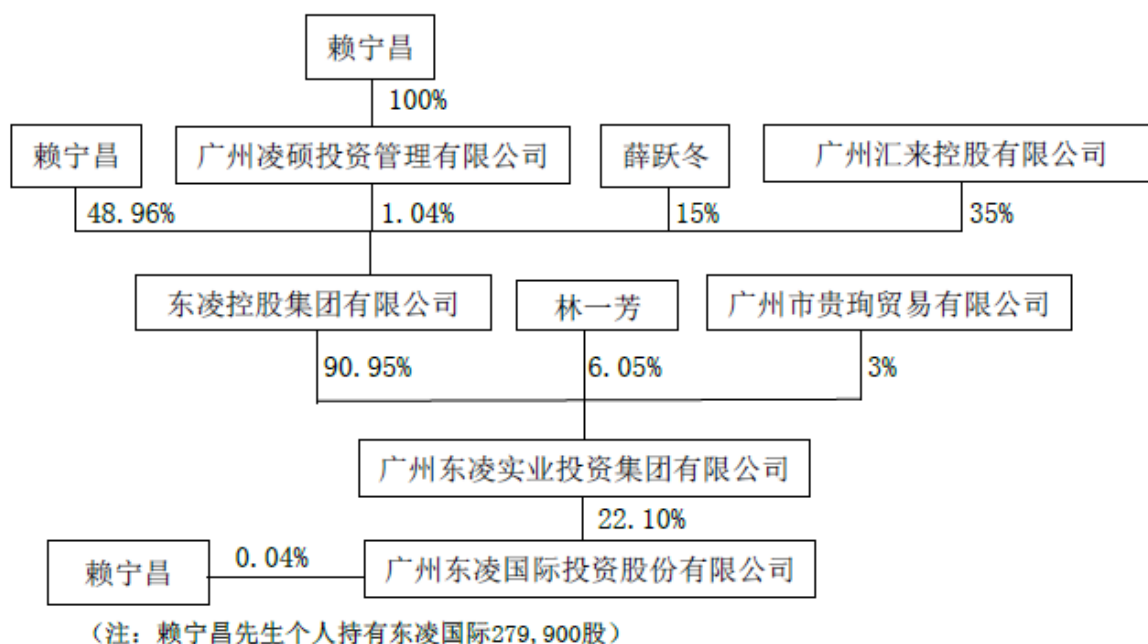 赖宁昌
100%
赖宁昌
广州凌硕投资管理有限公司
薛跃冬
广州汇来控股有限公司
48.96%
1.04%
15%
35%
东凌控股集团有限公司
林一芳
广州市贵珣贸易有限公司
90.95%
6.05%
3%
广州东凌实业投资集团有限公司
22.10%
赖宁昌
0.04%
广州东凌国际投资股份有限公司
（注：赖宁昌先生个人持有东凌国际279,900股）